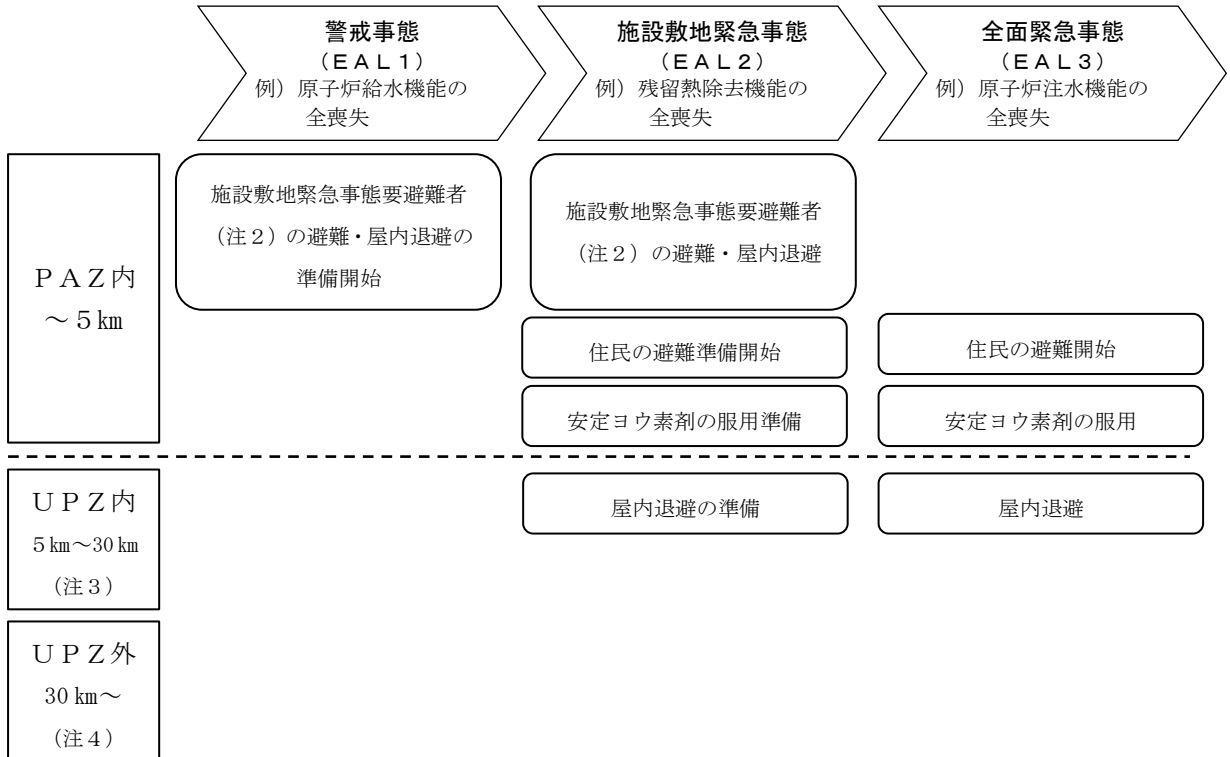 警戒事態
(EAL1)
例）原子炉給水機能の
全喪失
施設敷地緊急事態
(EAL2)
例）残留熱除去機能の
全喪失
全面緊急事態
(EAL3)
例）原子炉注水機能の
全喪失
PAZ内
～5㎞
施設敷地緊急事態要避難者
（注２）の避難・屋内退避の
準備開始
施設敷地緊急事態要避難者
（注２）の避難・屋内退避
住民の避難準備開始
住民の避難開始
安定ヨウ素剤の服用準備
安定ヨウ素剤の服用
UPZ内
5㎞～30㎞
（注３）
屋内退避の準備
屋内退避
UPZ外
30㎞～
（注４）